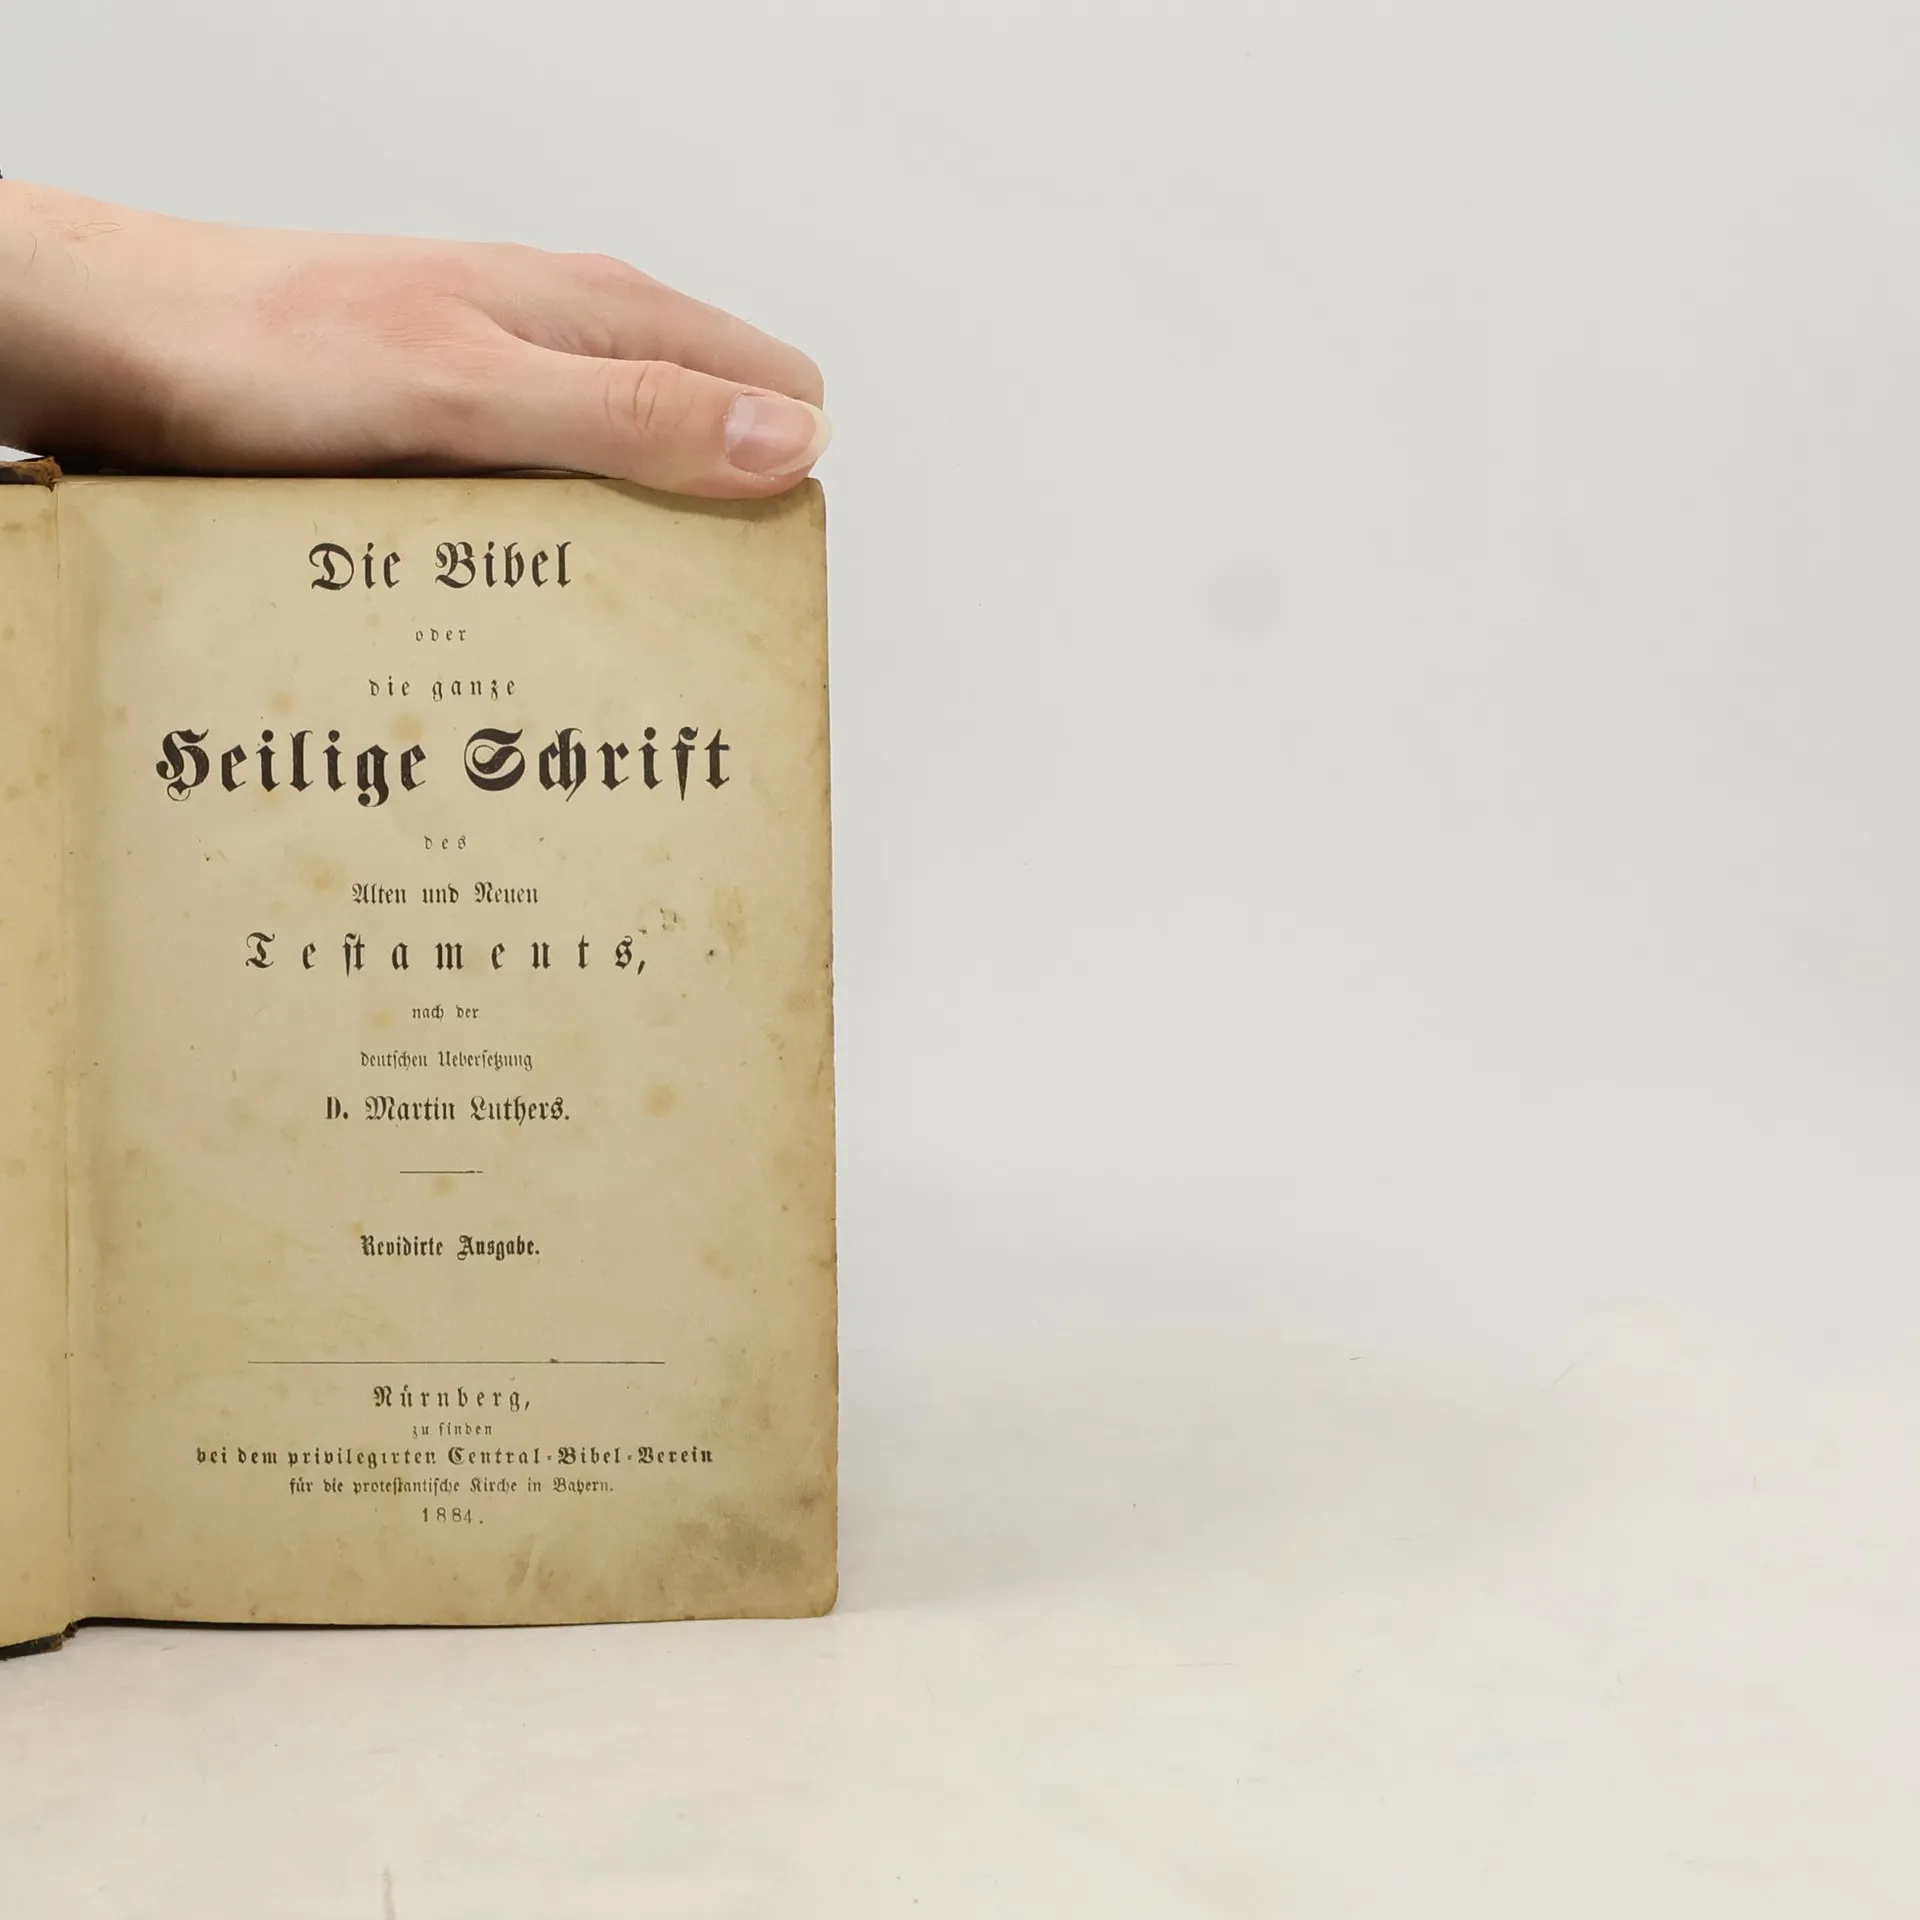 Die Bibel
oder
die ganze
Heilige Schrift
des
Alten und Neuen
Testaments,
nach der
deutschen Uebersetzung
D. Martin Luthers.
Revidirte Ausgabe.
Nürnberg,
zu finden
bei dem privilegirten Central-Bibel-Verein
für die protestantische Kirche in Bayern.
1884.